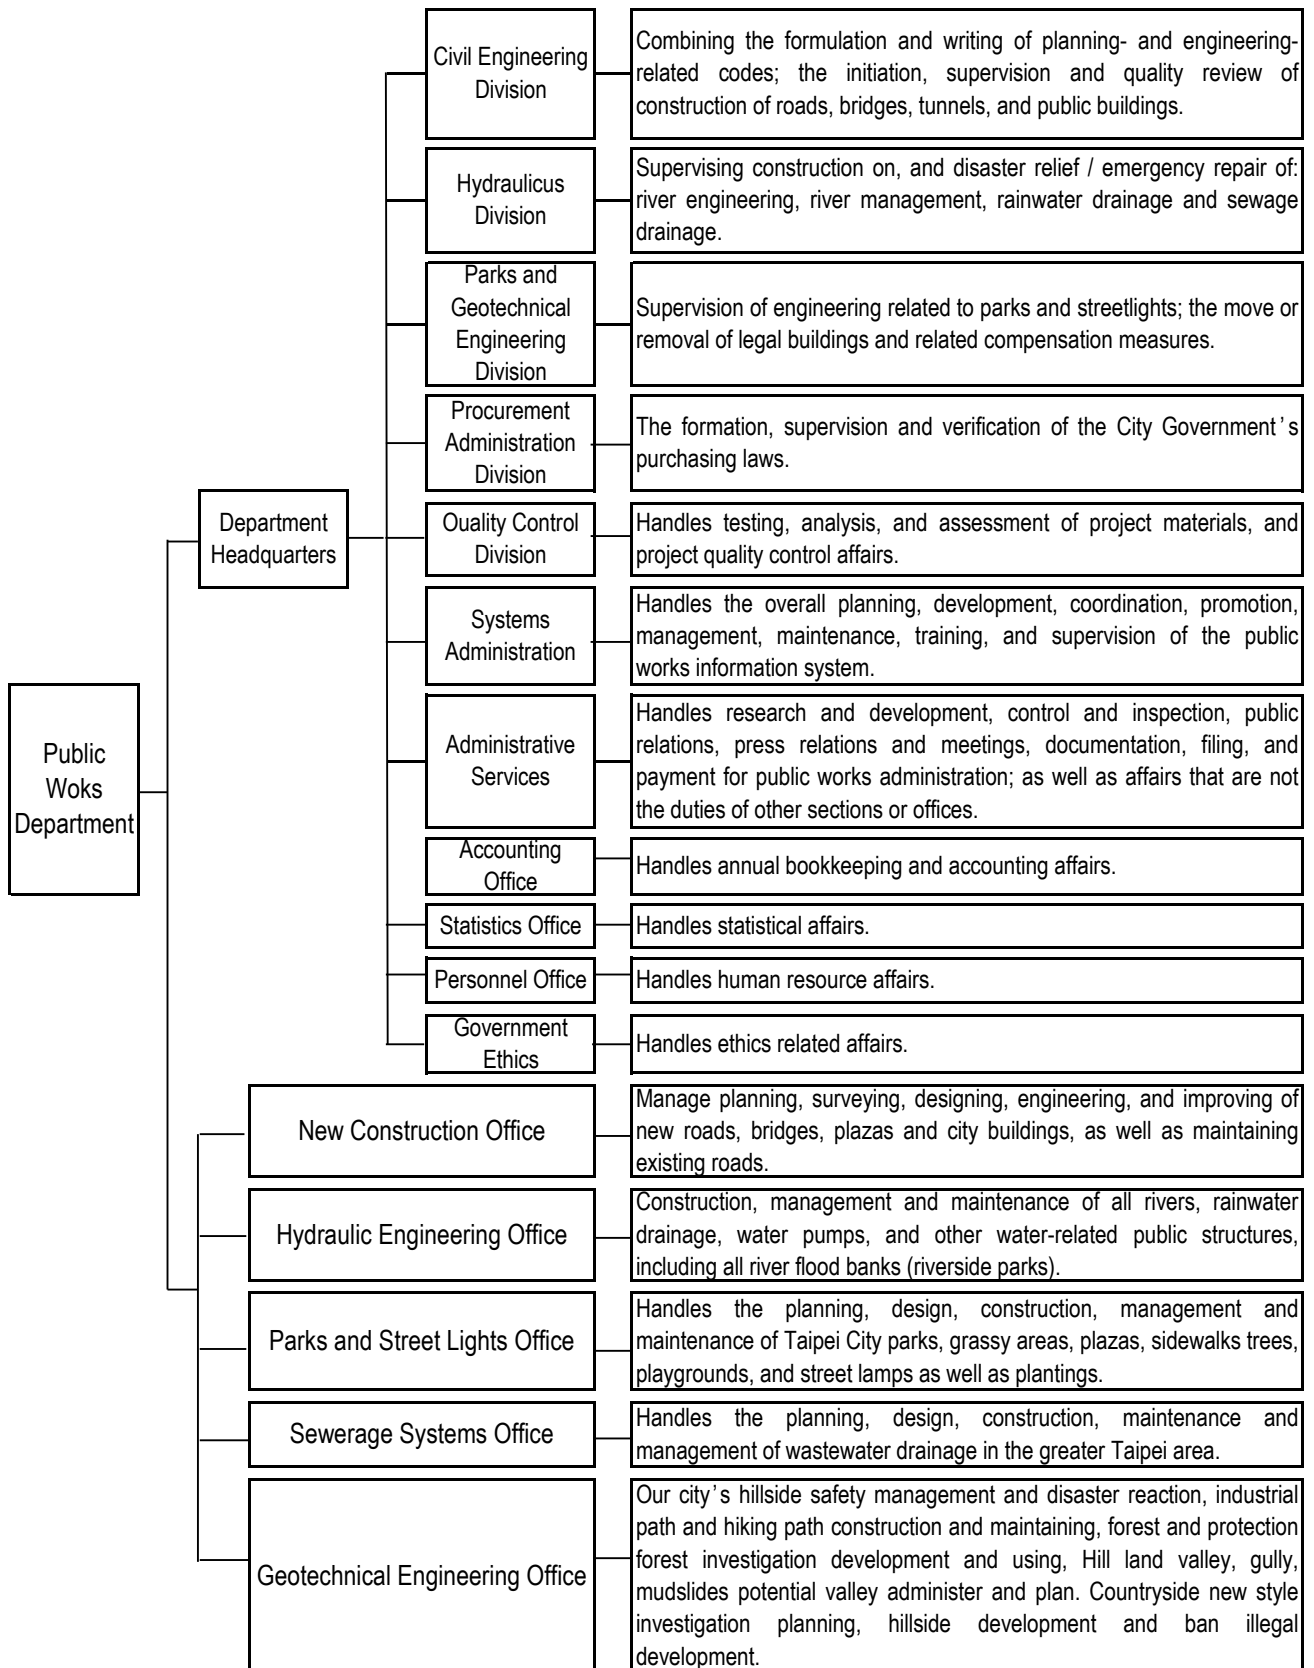 Civil Engineering
Division
Combining the formulation and writing of planning- and engineering-
related codes; the initiation, supervision and quality review of
construction of roads, bridges, tunnels, and public buildings.
Hydraulicus
Division
Supervising construction on, and disaster relief / emergency repair of:
river engineering, river management, rainwater drainage and sewage
drainage.
Parks and
Geotechnical
Engineering
Division
Supervision of engineering related to parks and streetlights; the move or
removal of legal buildings and related compensation measures.
Procurement
Administration
Division
The formation, supervision and verification of the City Government's
purchasing laws.
Department
Headquarters
Ouality Control
Division
Handles testing, analysis, and assessment of project materials, and
project quality control affairs.
Systems
Administration
Handles the overall planning, development, coordination, promotion,
management, maintenance, training, and supervision of the public
works information system.
Public
Woks
Department
Administrative
Services
Handles research and development, control and inspection, public
relations, press relations and meetings, documentation, filing, and
payment for public works administration; as well as affairs that are not
the duties of other sections or offices.
Accounting
Office
Handles annual bookkeeping and accounting affairs.
Statistics Office
Handles statistical affairs.
Personnel Office
Handles human resource affairs.
Government
Ethics
Handles ethics related affairs.
New Construction Office
Manage planning, surveying, designing, engineering, and improving of
new roads, bridges, plazas and city buildings, as well as maintaining
existing roads.
Hydraulic Engineering Office
Construction, management and maintenance of all rivers, rainwater
drainage, water pumps, and other water-related public structures,
including all river flood banks (riverside parks).
Parks and Street Lights Office
Handles the planning, design, construction, management and
maintenance of Taipei City parks, grassy areas, plazas, sidewalks trees,
playgrounds, and street lamps as well as plantings.
Sewerage Systems Office
Handles the planning, design, construction, maintenance and
management of wastewater drainage in the greater Taipei area.
Geotechnical Engineering Office
Our city's hillside safety management and disaster reaction, industrial
path and hiking path construction and maintaining, forest and protection
forest investigation development and using, Hill land valley, gully,
mudslides potential valley administer and plan. Countryside new style
investigation planning, hillside development and ban illegal
development.